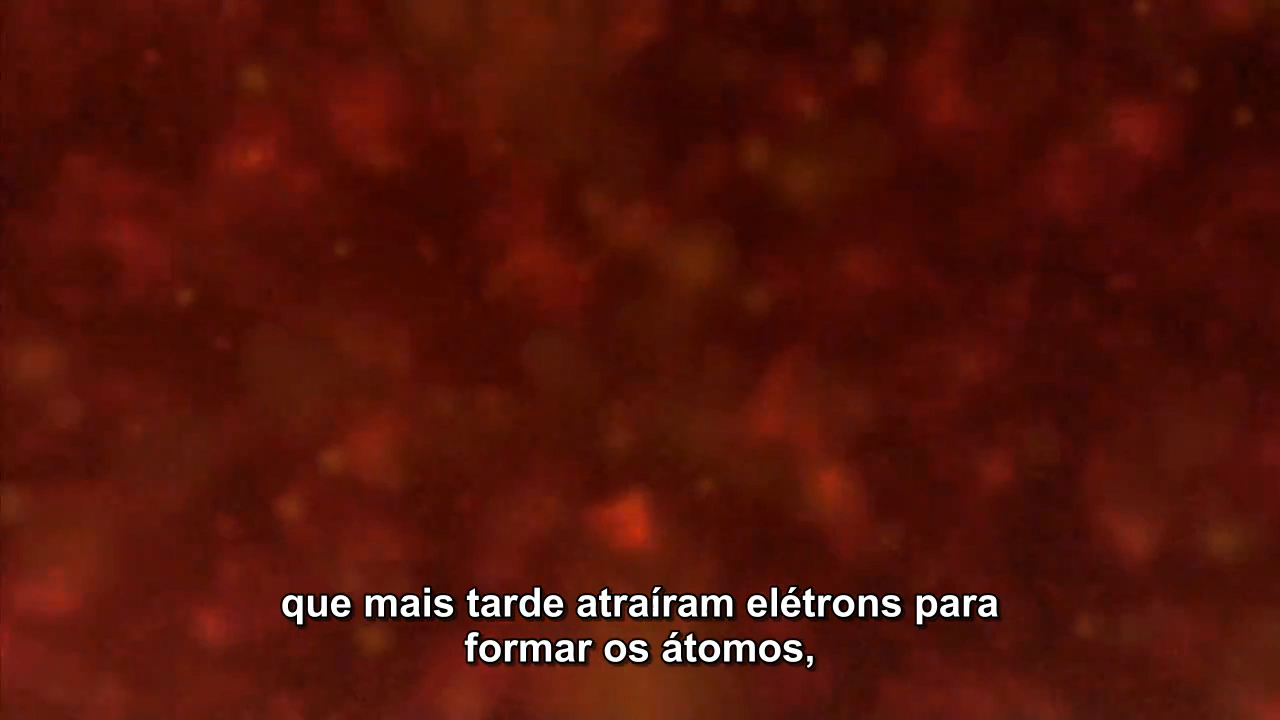 que mais tarde atraíram elétrons para
formar os átomos,